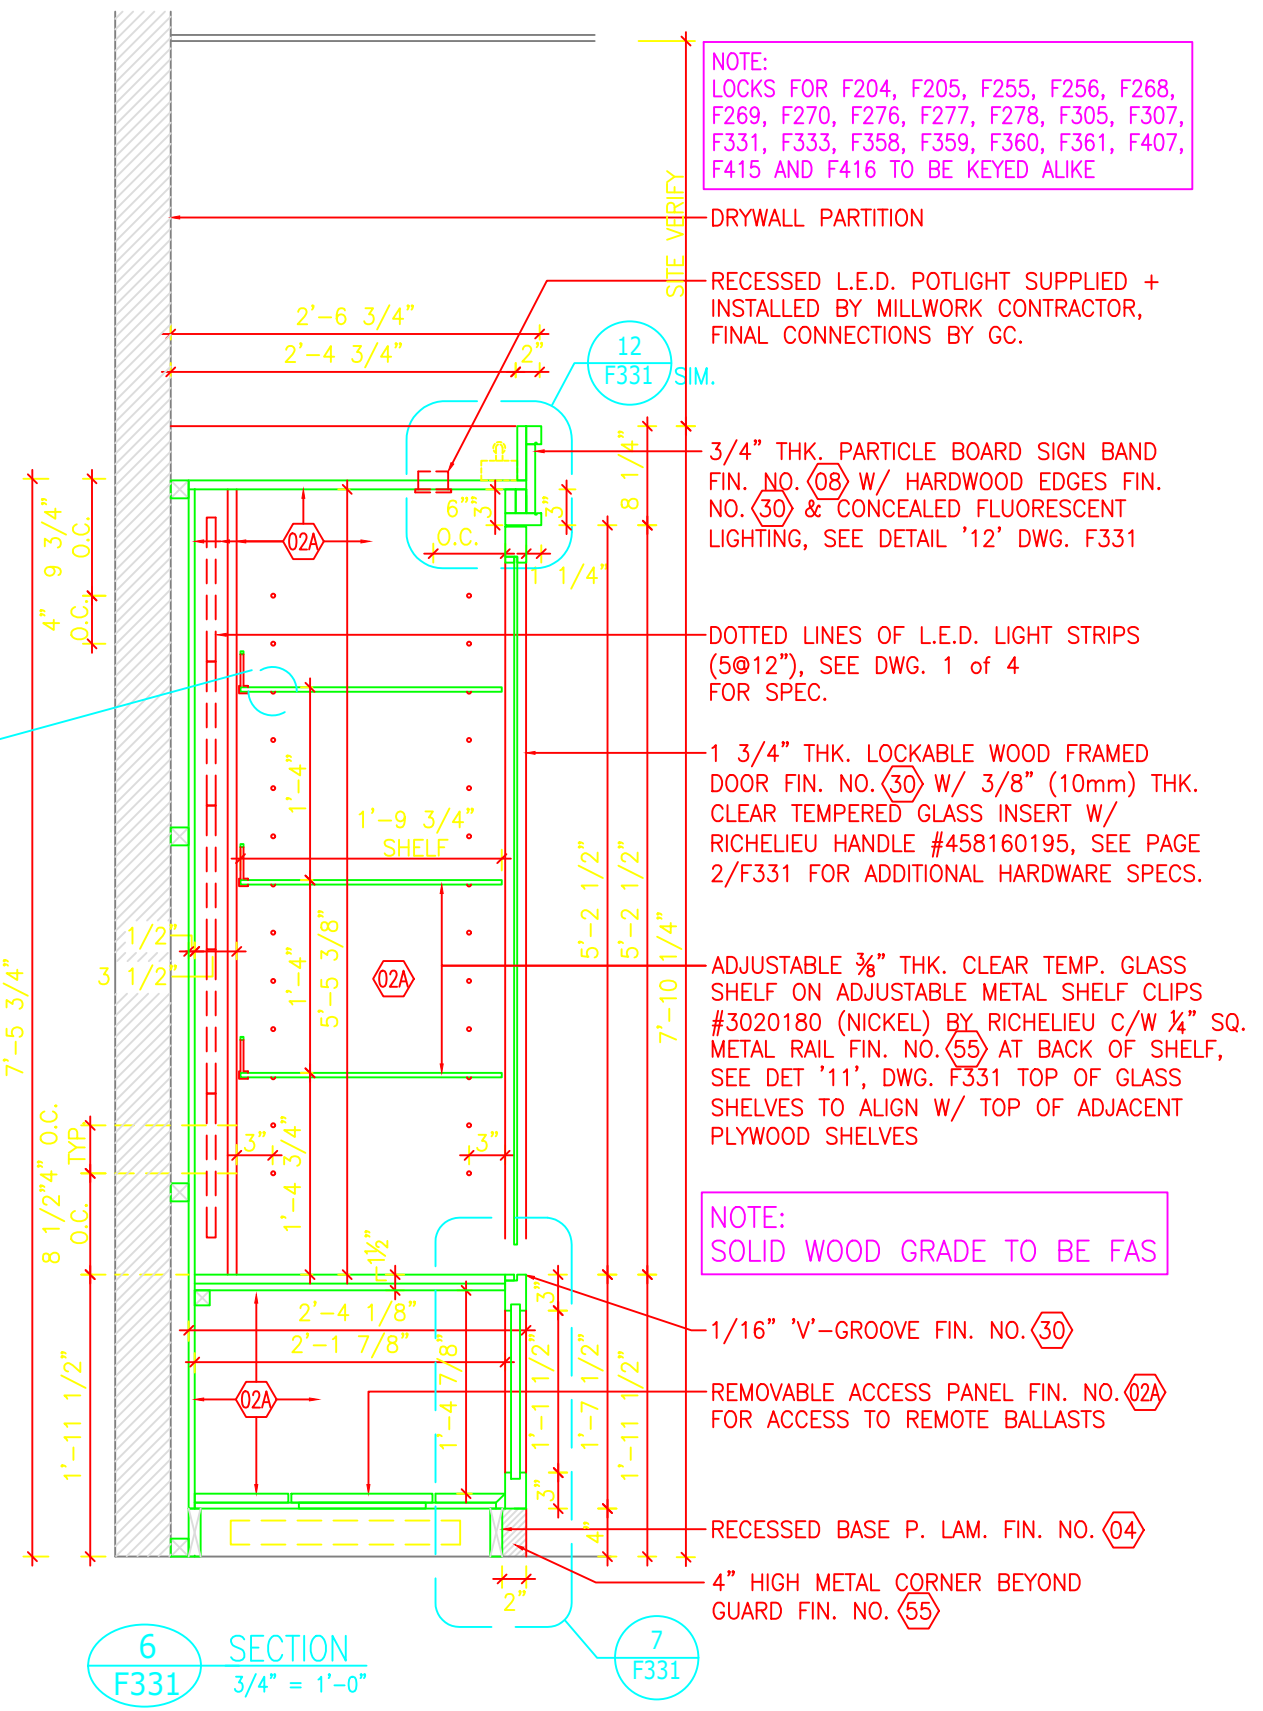 NOTE:
LOCKS FOR F204, F205, F255, F256, F268,
F269, F270, F276, F277, F278, F305, F307,
F331, F333, F358, F359, F360, F361, F407,
F415 AND F416 TO BE KEYED ALIKE
SITE VERIFY
DRYWALL PARTITION
RECESSED L.E.D. POTLIGHT SUPPLIED +
INSTALLED BY MILLWORK CONTRACTOR,
FINAL CONNECTIONS BY GC.
2'-6 3/4"
2'-4 3/4"
2"
12
F331
SIM.
3/4" THK. PARTICLE BOARD SIGN BAND
FIN. NO. 08 W/ HARDWOOD EDGES FIN.
NO. 30 & CONCEALED FLUORESCENT
LIGHTING, SEE DETAIL '12' DWG. F331
8 1/4"
9 3/4"
O.C.
4"
O.C.
02A
6"
O.C.
3"
3"
1 1/4"
DOTTED LINES OF L.E.D. LIGHT STRIPS
(5@12"), SEE DWG. 1 of 4
FOR SPEC.
1 3/4" THK. LOCKABLE WOOD FRAMED
DOOR FIN. NO. 30 W/ 3/8" (10mm) THK.
CLEAR TEMPERED GLASS INSERT W/
RICHELIEU HANDLE #458160195, SEE PAGE
2/F331 FOR ADDITIONAL HARDWARE SPECS.
1'-4"
1'-9 3/4"
SHELF
5'-2 1/2"
5'-2 1/2"
7'-10 1/4"
1/2"
3 1/2"
1'-4"
5'-5 3/8"
02A
7'-5 3/4"
ADJUSTABLE ⅜" THK. CLEAR TEMP. GLASS
SHELF ON ADJUSTABLE METAL SHELF CLIPS
#3020180 (NICKEL) BY RICHELIEU C/W ¼" SQ.
METAL RAIL FIN. NO. 55 AT BACK OF SHELF,
SEE DET '11', DWG. F331 TOP OF GLASS
SHELVES TO ALIGN W/ TOP OF ADJACENT
PLYWOOD SHELVES
4" O.C.
TYP.
8 1/2"
O.C.
3"
1'-4 3/4"
3"
1½"
NOTE:
SOLID WOOD GRADE TO BE FAS
2'-4 1/8"
2'-1 7/8"
3"
1/16" 'V'-GROOVE FIN. NO. 30
1'-11 1/2"
02A
1'-4 7/8"
1'-1 1/2"
1'-7 1/2"
1'-11 1/2"
REMOVABLE ACCESS PANEL FIN. NO. 02A
FOR ACCESS TO REMOTE BALLASTS
3"
4"
RECESSED BASE P. LAM. FIN. NO. 04
2"
4" HIGH METAL CORNER BEYOND
GUARD FIN. NO. 55
6
F331
SECTION
3/4" = 1'-0"
7
F331